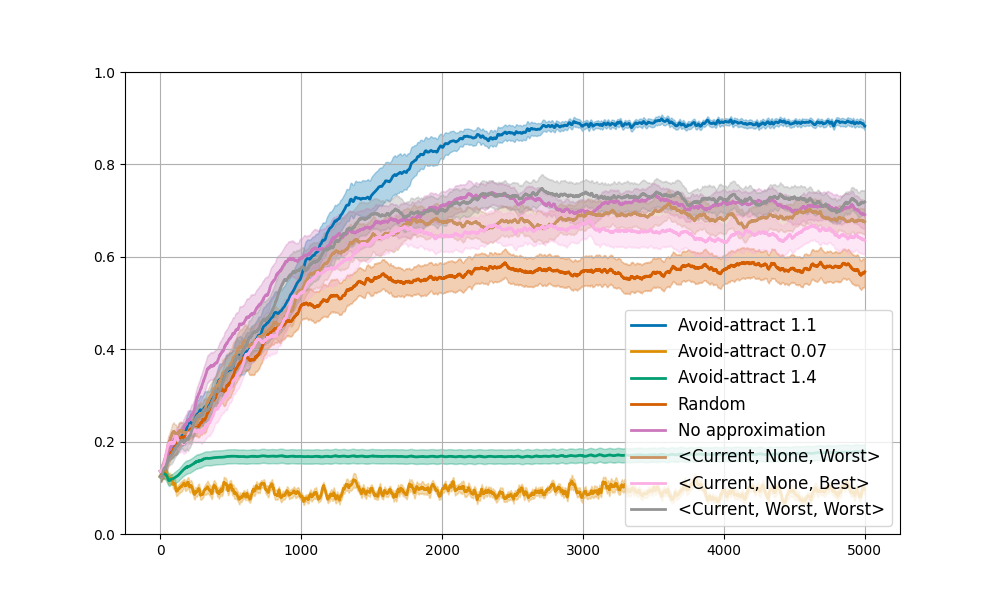 1.0
0.8
0.6
0.4
0.2
0.0
0
1000
2000
3000
4000
5000
Avoid-attract 1.1
Avoid-attract 0.07
Avoid-attract 1.4
Random
No approximation
<Current, None, Worst>
<Current, None, Best>
<Current, Worst, Worst>